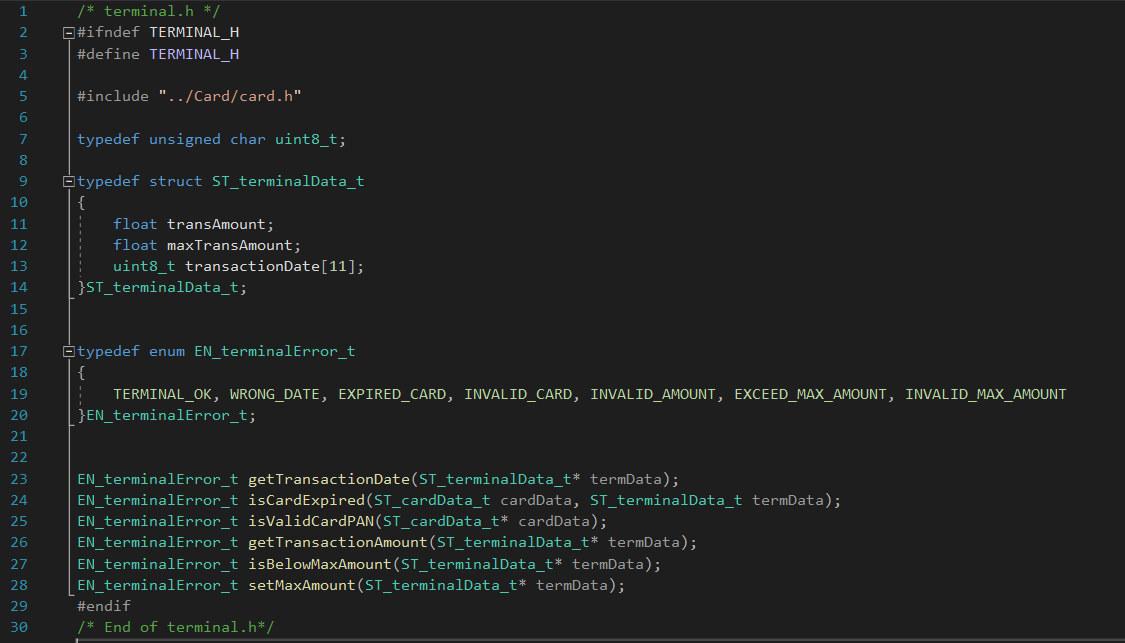 1 /* terminal.h */
2 #ifndef TERMINAL_H
3 #define TERMINAL_H
4
5 #include "../Card/card.h"
6
7 typedef unsigned char uint8_t;
8
9 typedef struct ST_terminalData_t
10 {
11     float transAmount;
12     float maxTransAmount;
13     uint8_t transactionDate[11];
14 }ST_terminalData_t;
15
16
17 typedef enum EN_terminalError_t
18 {
19     TERMINAL_OK, WRONG_DATE, EXPIRED_CARD, INVALID_CARD, INVALID_AMOUNT, EXCEED_MAX_AMOUNT, INVALID_MAX_AMOUNT
20 }EN_terminalError_t;
21
22
23 EN_terminalError_t getTransactionDate(ST_terminalData_t* termData);
24 EN_terminalError_t isCardExpired(ST_cardData_t cardData, ST_terminalData_t termData);
25 EN_terminalError_t isValidCardPAN(ST_cardData_t* cardData);
26 EN_terminalError_t getTransactionAmount(ST_terminalData_t* termData);
27 EN_terminalError_t isBelowMaxAmount(ST_terminalData_t* termData);
28 EN_terminalError_t setMaxAmount(ST_terminalData_t* termData);
29 #endif
30 /* End of terminal.h*/